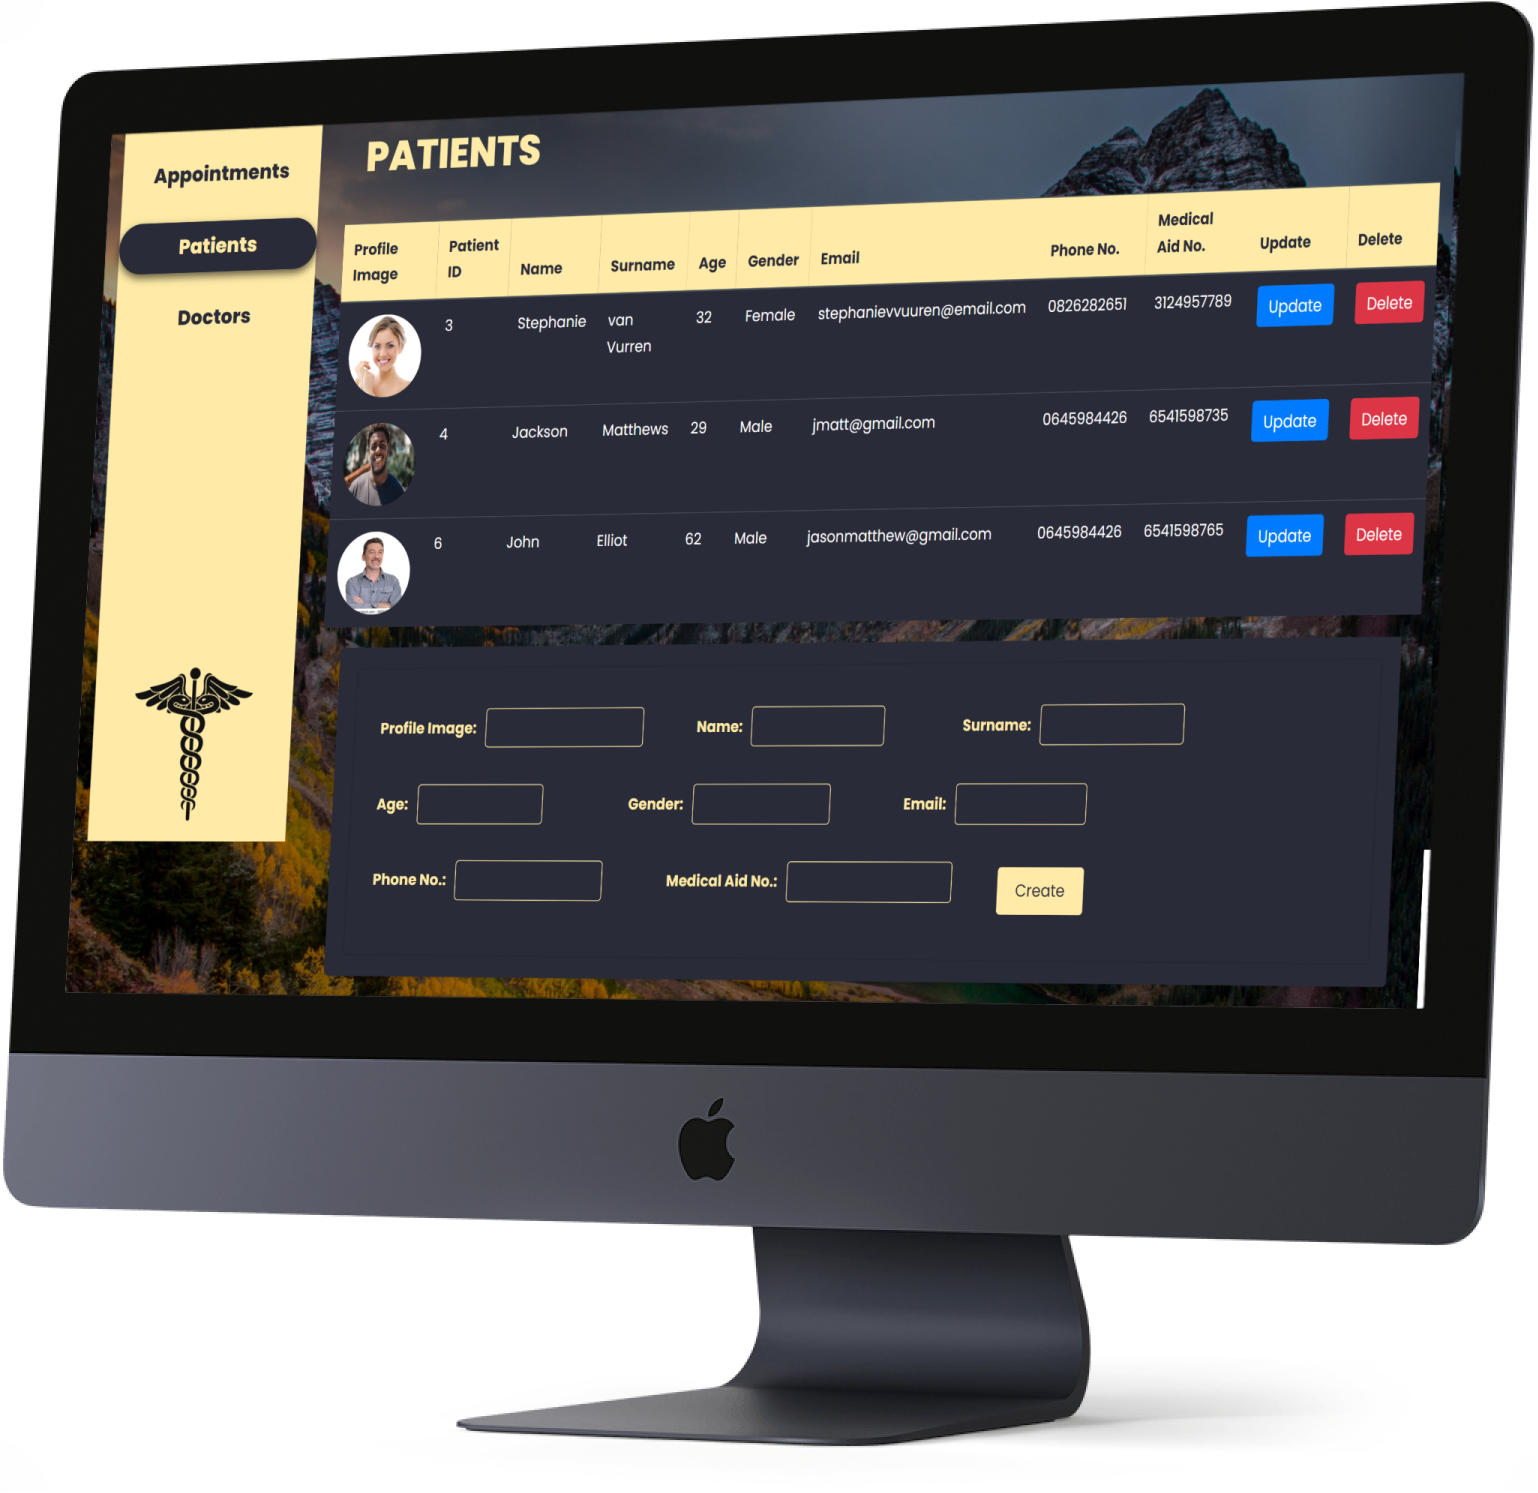 Appointments
Patients
Doctors
PATIENTS
Profile Image Patient ID Name Surname Age Gender Email Phone No. Medical Aid No. Update Delete
3 Stephanie van Vurren 32 Female stephanievvuuren@email.com 0826282651 3124957789 Update Delete
4 Jackson Matthews 29 Male jmatt@gmail.com 0645984426 6541598735 Update Delete
6 John Elliot 62 Male jasonmatthew@gmail.com 0645984426 6541598765 Update Delete
Profile Image: Name: Surname:
Age: Gender: Email:
Phone No.: Medical Aid No.: Create